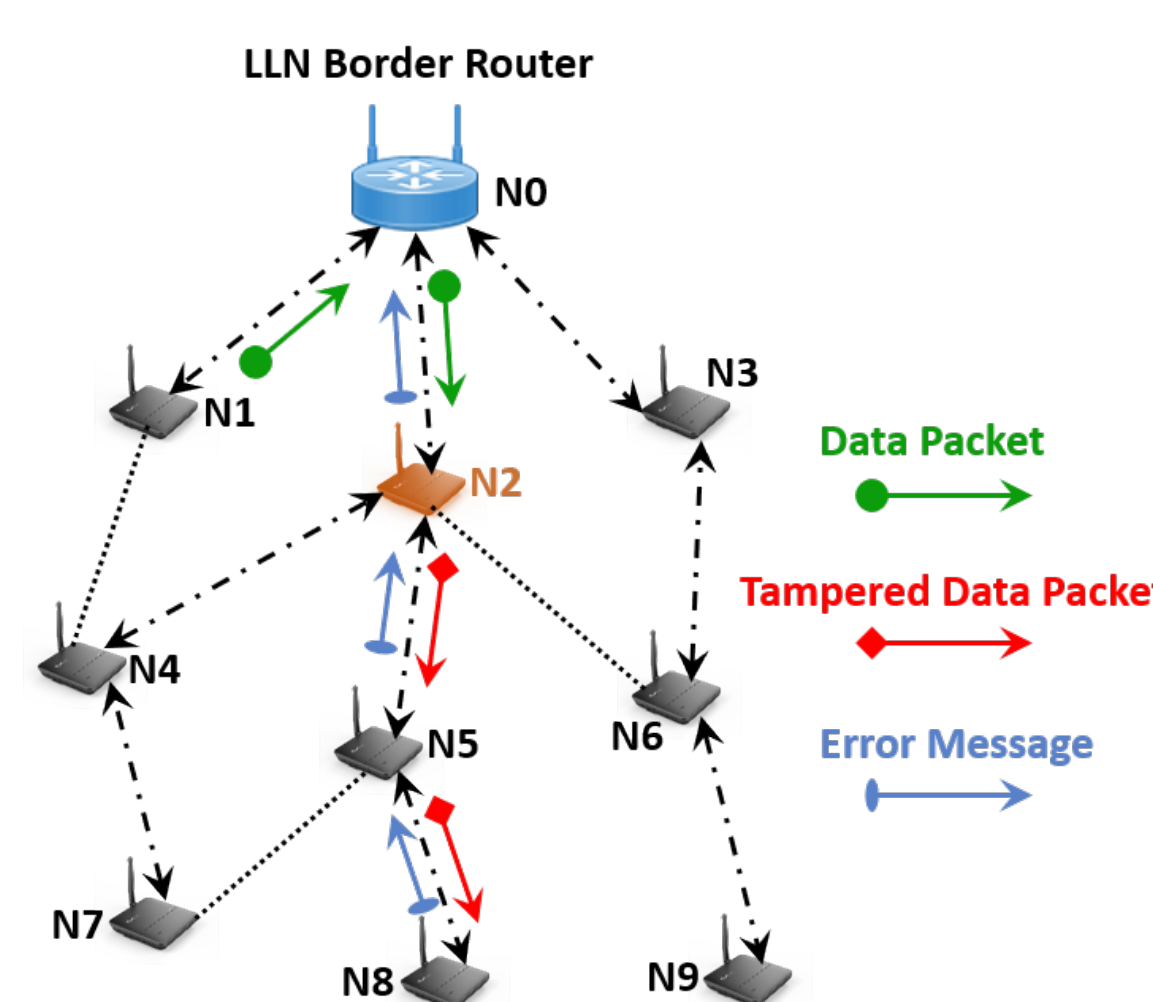 LLN Border Router
N0
N1
N3
Data Packet
N2
Tampered Data Packet
N4
N5
N6
Error Message
N7
N8
N9